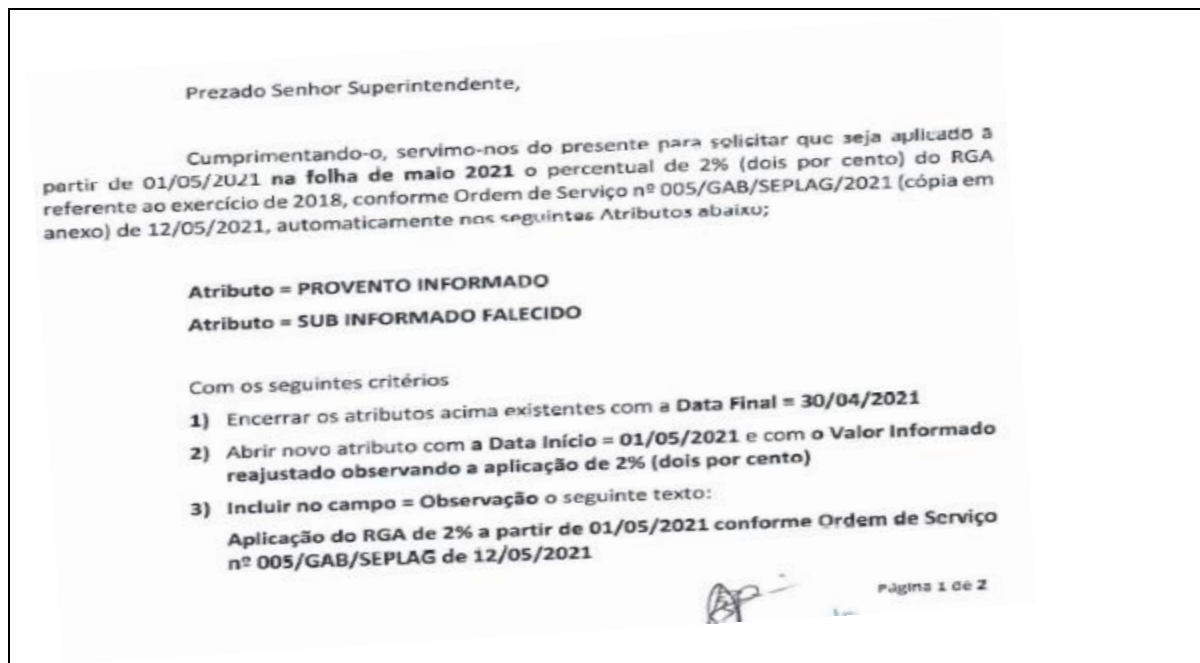 Prezado Senhor Superintendente,
Cumprimentando-o, servimo-nos do presente para solicitar que seja aplicado a
partir de 01/05/2021 na folha de maio 2021 o percentual de 2% (dois por cento) do RGA
referente ao exercício de 2018, conforme Ordem de Serviço nº 005/GAB/SEPLAG/2021 (cópia em
anexo) de 12/05/2021, automaticamente nos seguintes Atributos abaixo;
Atributo = PROVENTO INFORMADO
Atributo = SUB INFORMADO FALECIDO
Com os seguintes critérios
1) Encerrar os atributos acima existentes com a Data Final = 30/04/2021
2) Abrir novo atributo com a Data Início = 01/05/2021 e com o Valor Informado
reajustado observando a aplicação de 2% (dois por cento)
3) Incluir no campo = Observação o seguinte texto:
Aplicação do RGA de 2% a partir de 01/05/2021 conforme Ordem de Serviço
nº 005/GAB/SEPLAG de 12/05/2021
Página 1 de 2